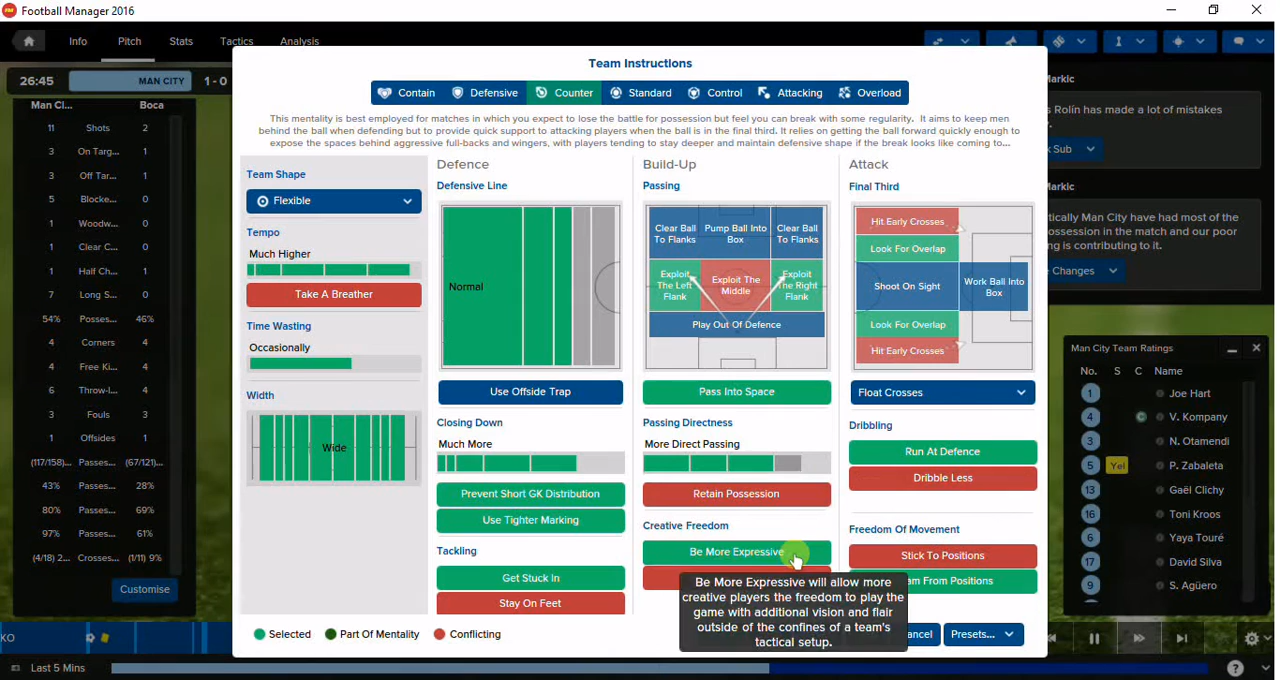 Football Manager 2016
Info Pitch Stats Tactics Analysis
26:45 MAN CITY 1 - 0
Man Ci... Boca
11 Shots 2
3 On Targ... 1
3 Off Tar... 1
5 Blocke... 0
1 Woodw... 0
1 Clear C... 0
1 Half Ch... 1
7 Long S... 0
54% Posses... 46%
4 Corners 4
4 Free Ki... 4
6 Throw-I... 4
3 Fouls 3
1 Offsides 1
(117/158)... Passes... (67/121)...
43% Passes... 28%
80% Passes... 69%
97% Passes... 61%
(4/18) 2... Crosses... (1/11) 9%
Customise
KO
Last 5 Mins
Team Instructions
Contain Defensive Counter Standard Control Attacking Overload
This mentality is best employed for matches in which you expect to lose the battle for possession but feel you can break with some regularity. It aims to keep men
behind the ball when defending but to provide quick support to attacking players when the ball is in the final third. It relies on getting the ball forward quickly enough to
expose the spaces behind aggressive full-backs and wingers, with players tending to stay deeper and maintain defensive shape if the break looks like coming to...
Team Shape
Flexible
Tempo
Much Higher
Take A Breather
Time Wasting
Occasionally
Width
Wide
Defence
Defensive Line
Normal
Use Offside Trap
Closing Down
Much More
Prevent Short GK Distribution
Use Tighter Marking
Tackling
Get Stuck In
Stay On Feet
Build-Up
Passing
Clear Ball To Flanks
Pump Ball Into Box
Clear Ball To Flanks
Exploit The Left Flank
Exploit The Middle
Exploit The Right Flank
Play Out Of Defence
Pass Into Space
Passing Directness
More Direct Passing
Retain Possession
Creative Freedom
Be More Expressive
Be More Expressive will allow more
creative players the freedom to play the
game with additional vision and flair
outside of the confines of a team's
tactical setup.
Attack
Final Third
Hit Early Crosses
Look For Overlap
Shoot On Sight
Work Ball Into Box
Look For Overlap
Hit Early Crosses
Float Crosses
Dribbling
Run At Defence
Dribble Less
Freedom Of Movement
Stick To Positions
am From Positions
Selected Part Of Mentality Conflicting
ancel Presets...
Markic
s Rolín has made a lot of mistakes
k Sub
Markic
tically Man City have had most of the
ossession in the match and our poor
ng is contributing to it.
e Changes
Man City Team Ratings
No. S C Name
1 Joe Hart
4 C V. Kompany
3 N. Otamendi
5 Yel P. Zabaleta
13 Gaël Clichy
16 Toni Kroos
6 Yaya Touré
17 David Silva
9 S. Agüero